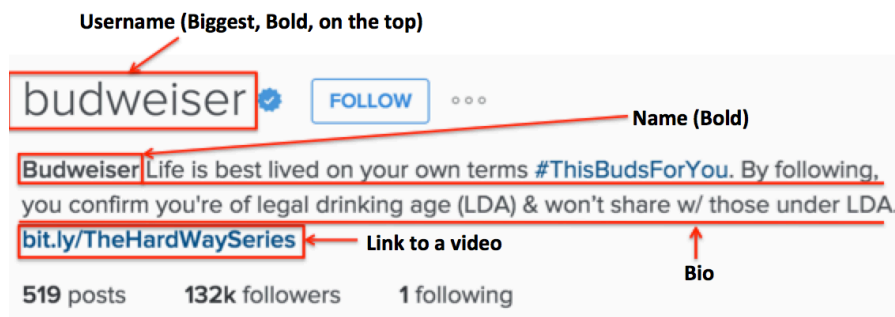 Username (Biggest, Bold, on the top)
budweiser FOLLOW
Name (Bold)
Budweiser Life is best lived on your own terms #ThisBudsForYou. By following,
you confirm you're of legal drinking age (LDA) & won't share w/ those under LDA.
bit.ly/TheHardWaySeries Link to a video
Bio
519 posts 132k followers 1 following